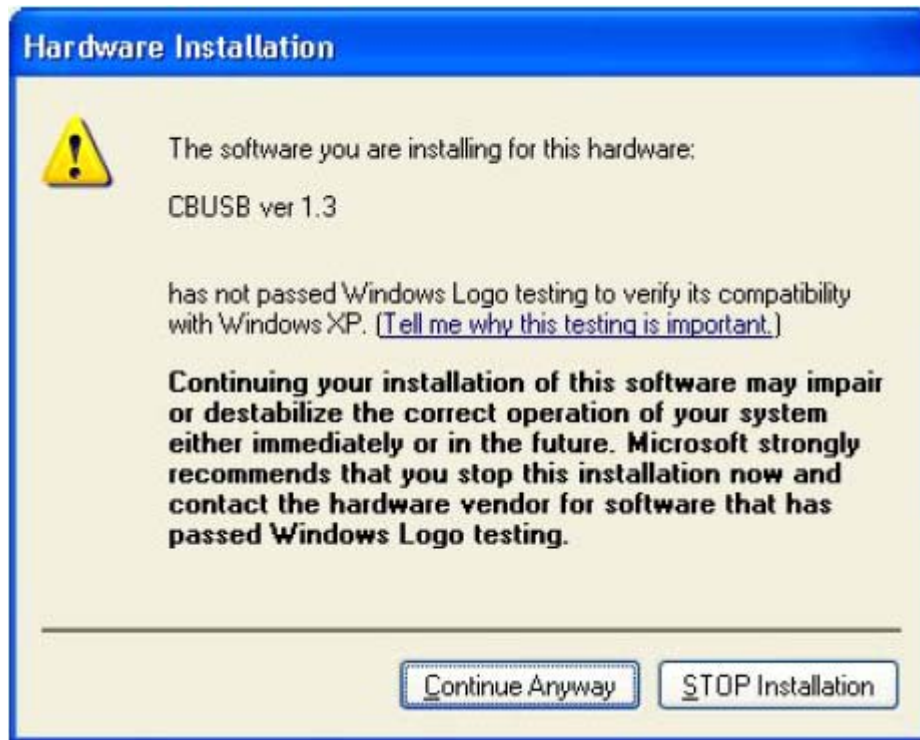 Hardware Installation
The software you are installing for this hardware:
CBUSB ver 1.3
has not passed Windows Logo testing to verify its compatibility
with Windows XP. (Tell me why this testing is important.)
Continuing your installation of this software may impair
or destabilize the correct operation of your system
either immediately or in the future. Microsoft strongly
recommends that you stop this installation now and
contact the hardware vendor for software that has
passed Windows Logo testing.
Continue Anyway
STOP Installation